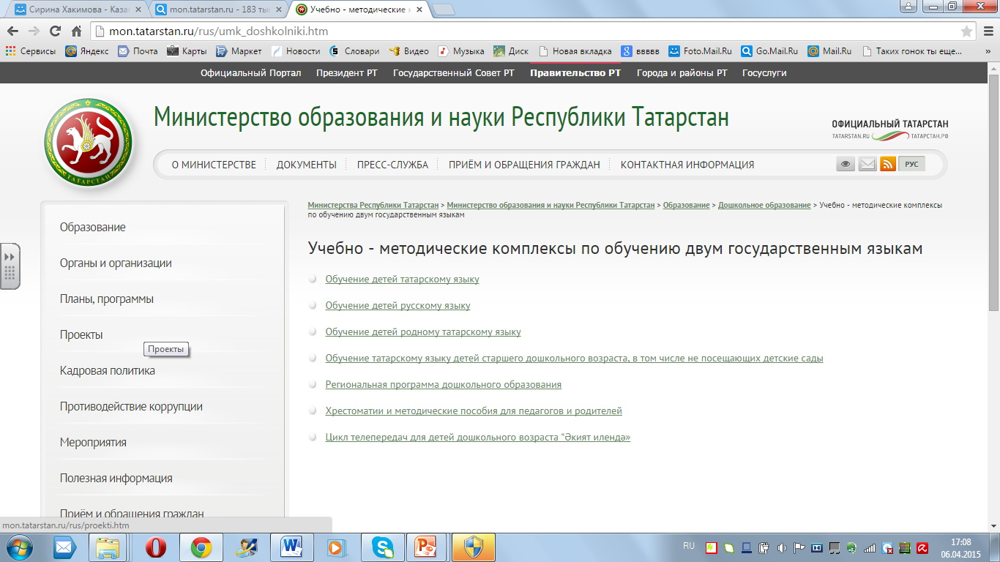 Сирина Хакимова - Каза
mon.tatarstan.ru - 183 ты
Учебно - методические
mon.tatarstan.ru/rus/umk_doshkolniki.htm
Сервисы Яндекс Почта Карты Маркет Новости Словари Видео Музыка Диск Новая вкладка ввввв Foto.Mail.Ru Go.Mail.Ru Mail.Ru Таких гонок ты еще... »
Официальный Портал Президент РТ Государственный Совет РТ Правительство РТ Города и районы РТ Госуслуги
Министерство образования и науки Республики Татарстан
ОФИЦИАЛЬНЫЙ ТАТАРСТАН
TATARSTAN.RU ТАТАРСТАН.РФ
ТАТАРСТАН
О МИНИСТЕРСТВЕ ДОКУМЕНТЫ ПРЕСС-СЛУЖБА ПРИЁМ И ОБРАЩЕНИЯ ГРАЖДАН КОНТАКТНАЯ ИНФОРМАЦИЯ РУС
Образование
Органы и организации
Планы, программы
Проекты
Проекты
Кадровая политика
Противодействие коррупции
Мероприятия
Полезная информация
Приём и обращения граждан
Министерства Республики Татарстан > Министерство образования и науки Республики Татарстан > Образование > Дошкольное образование > Учебно - методические комплексы
по обучению двум государственным языкам
Учебно - методические комплексы по обучению двум государственным языкам
Обучение детей татарскому языку
Обучение детей русскому языку
Обучение детей родному татарскому языку
Обучение татарскому языку детей старшего дошкольного возраста, в том числе не посещающих детские сады
Региональная программа дошкольного образования
Хрестоматии и методические пособия для педагогов и родителей
Цикл телепередач для детей дошкольного возраста “Әкият илендә»
mon.tatarstan.ru/rus/proekti.htm
RU
17:08
06.04.2015